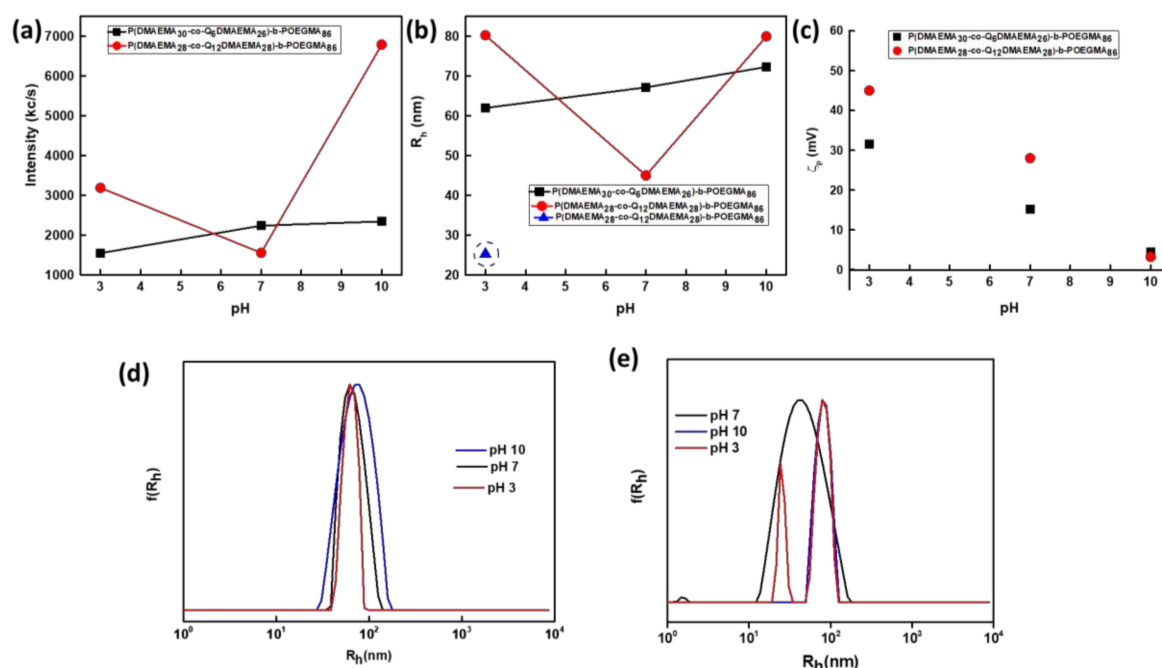 (a)
P(DMAEMA30-co-Q6DMAEMA26)-b-POEGMA86
P(DMAEMA28-co-Q12DMAEMA28)-b-POEGMA86
Intensity (kc/s)
7000
6000
5000
4000
3000
2000
1000
3 4 5 6 7 8 9 10
pH
(b)
Rh (nm)
80
70
60
50
40
30
20
P(DMAEMA30-co-Q6DMAEMA26)-b-POEGMA86
P(DMAEMA28-co-Q12DMAEMA28)-b-POEGMA86
P(DMAEMA28-co-Q12DMAEMA28)-b-POEGMA86
3 4 5 6 7 8 9 10
pH
(c)
P(DMAEMA30-co-Q6DMAEMA26)-b-POEGMA86
P(DMAEMA28-co-Q12DMAEMA28)-b-POEGMA86
ζp (mV)
60
50
40
30
20
10
0
3 4 5 6 7 8 9 10
pH
(d)
f(Rh)
pH 10
pH 7
pH 3
10^0 10^1 10^2 10^3 10^4
Rh(nm)
(e)
f(Rh)
pH 7
pH 10
pH 3
10^0 10^1 10^2 10^3 10^4
Rh(nm)